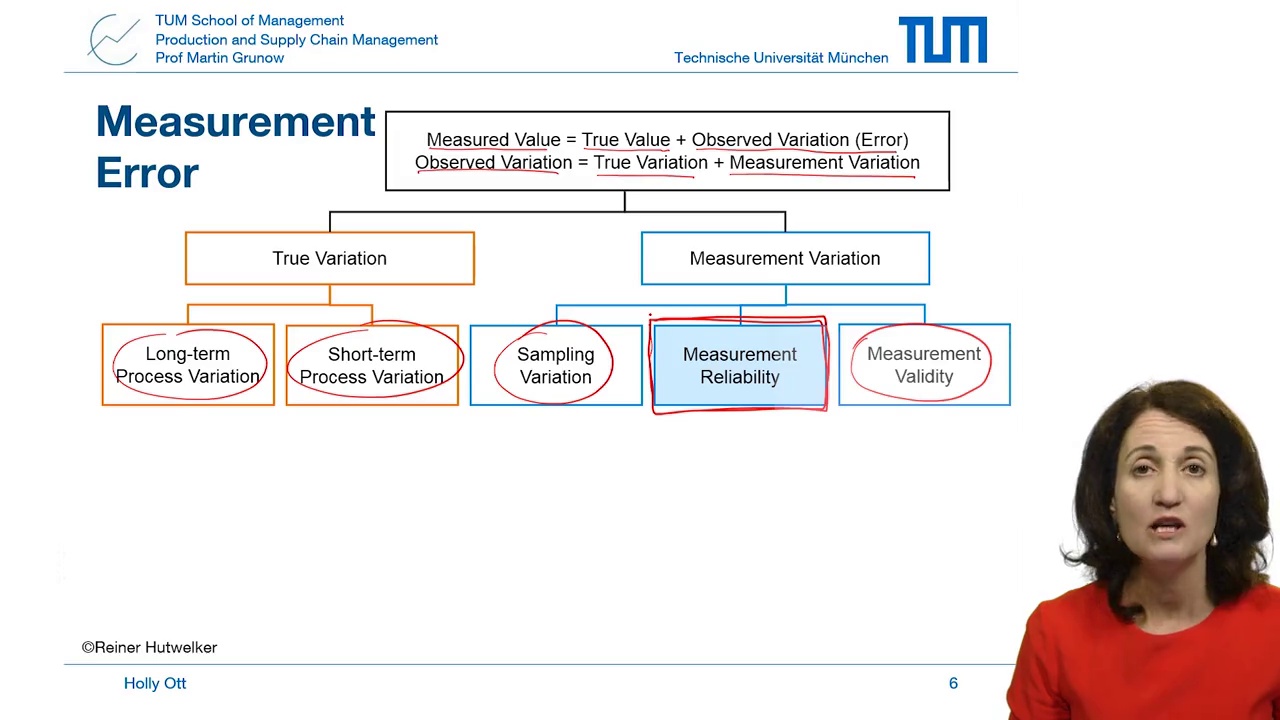 TUM School of Management
Production and Supply Chain Management
Prof Martin Grunow
Technische Universität München
TUM
Measurement
Error
Measured Value = True Value + Observed Variation (Error)
Observed Variation = True Variation + Measurement Variation
True Variation
Measurement Variation
Long-term
Process Variation
Short-term
Process Variation
Sampling
Variation
Measurement
Reliability
Measurement
Validity
©Reiner Hutwelker
Holly Ott
6